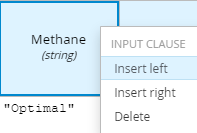 Methane
(string)
"Optimal"
INPUT CLAUSE
Insert left
Insert right
Delete